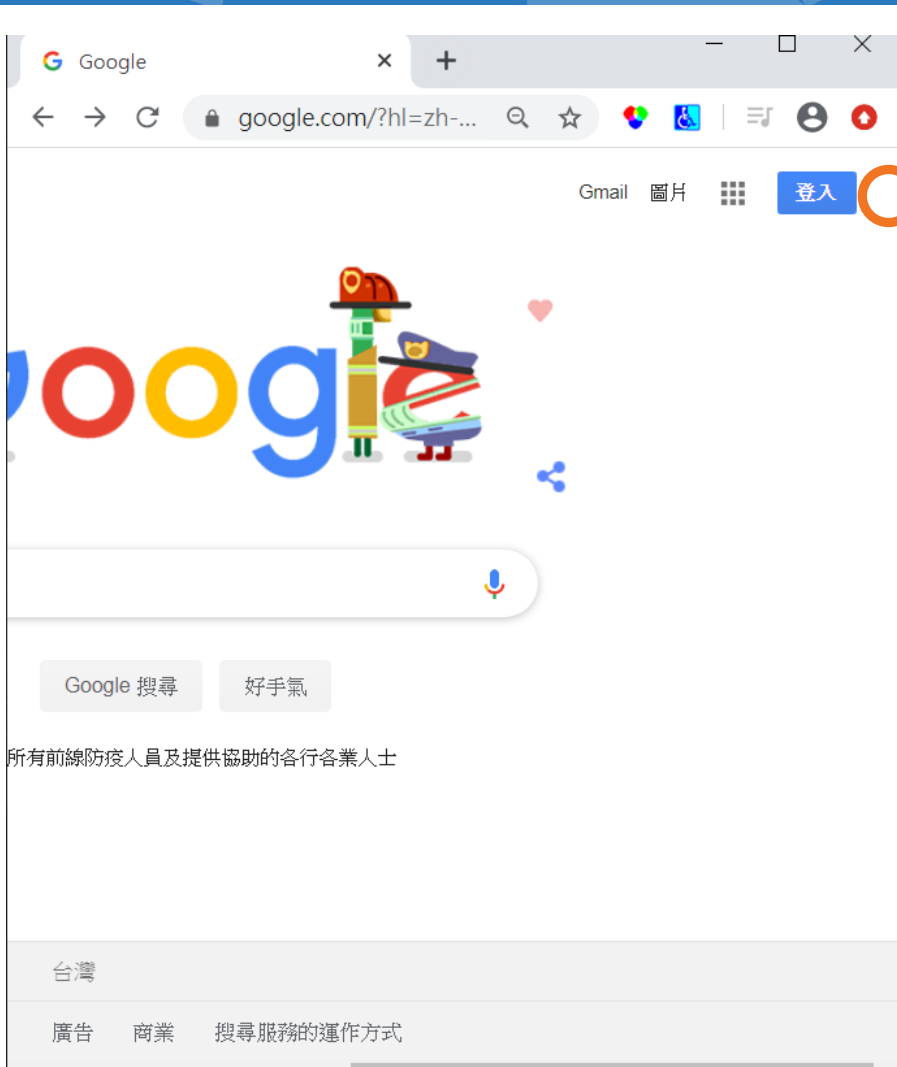 Google
google.com/?hl=zh-...
Gmail 圖片 登入
Google
Google 搜尋 好手氣
所有前線防疫人員及提供協助的各行各業人士
台灣
廣告 商業 搜尋服務的運作方式